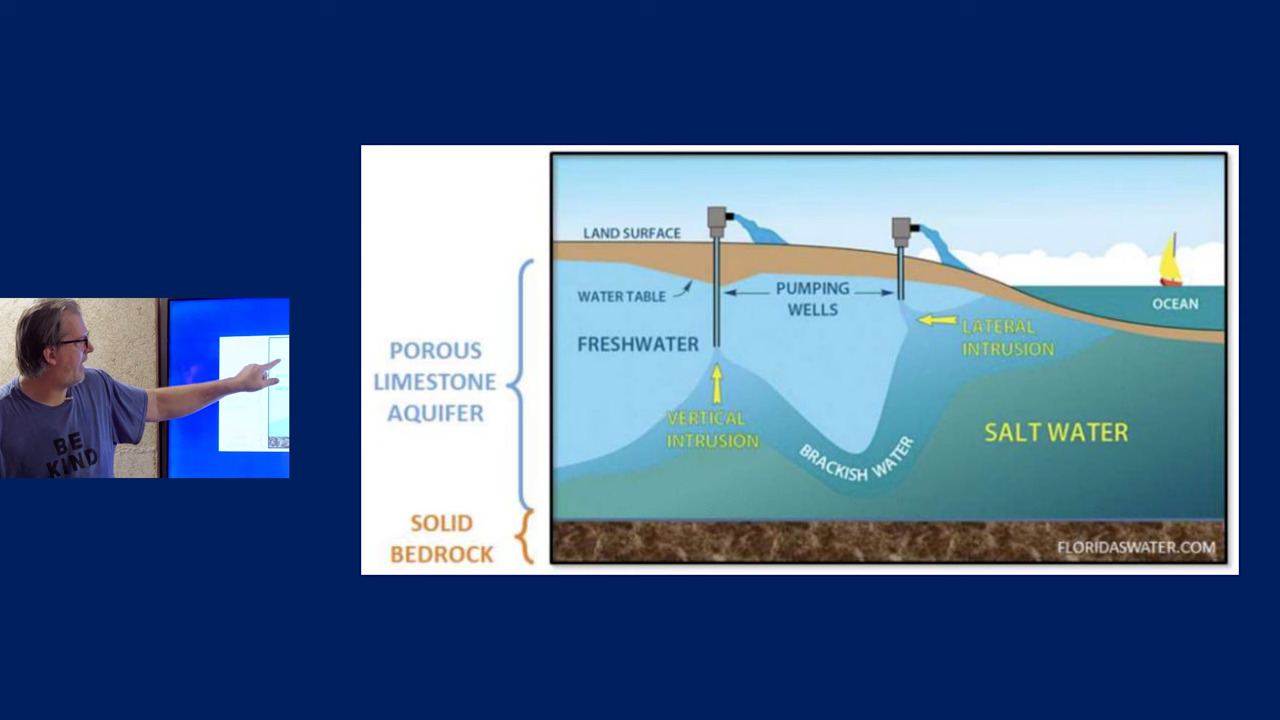 BE
KIND
POROUS
LIMESTONE
AQUIFER
SOLID
BEDROCK
LAND SURFACE
WATER TABLE
PUMPING
WELLS
FRESHWATER
VERTICAL
INTRUSION
BRACKISH WATER
LATERAL
INTRUSION
SALT WATER
OCEAN
FLORIDASWATER.COM